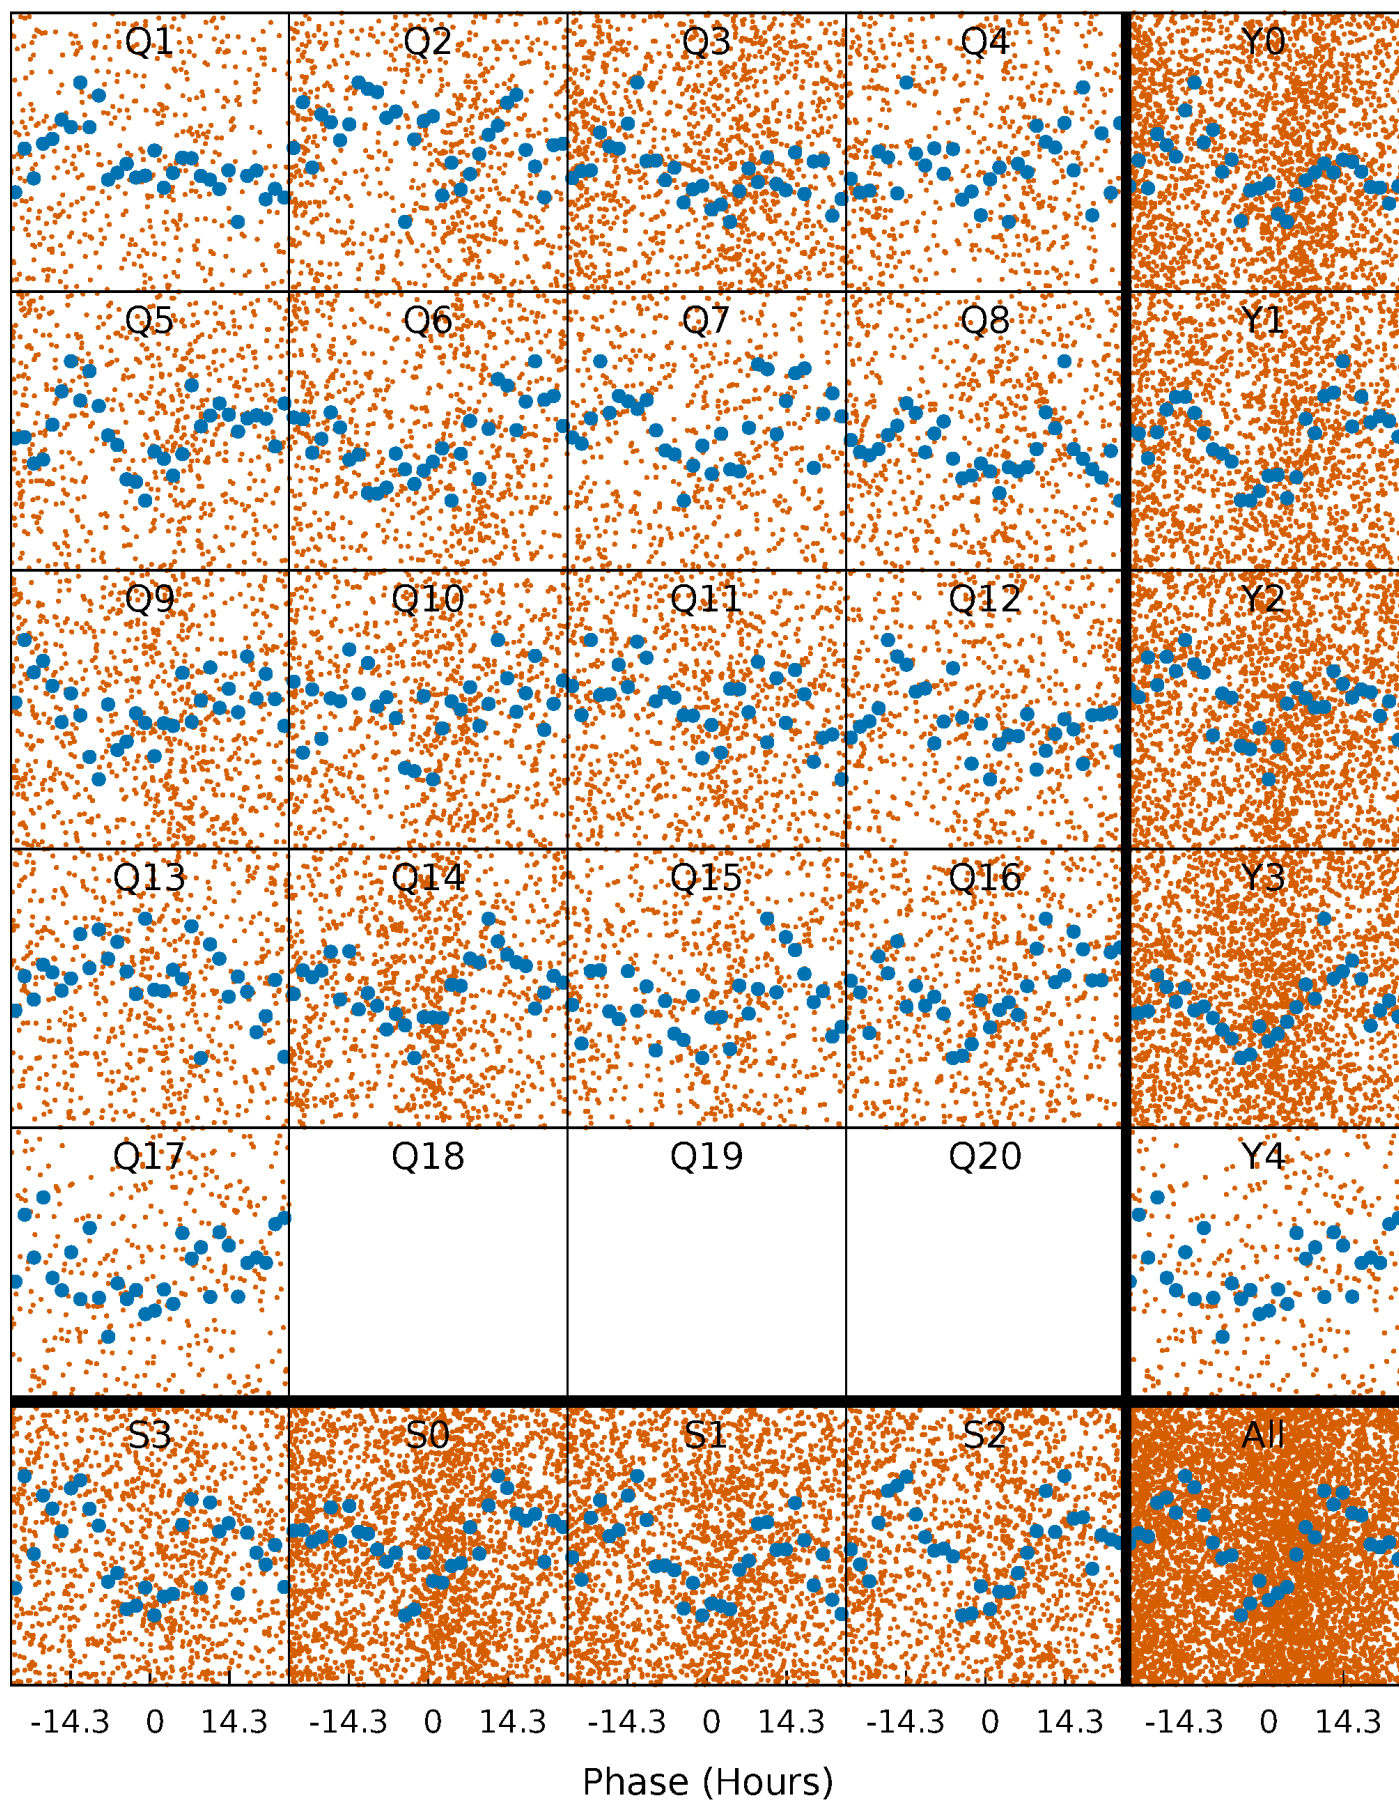 Q1 Q2 Q3 Q4 Y0
Q5 Q6 Q7 Q8 Y1
Q9 Q10 Q11 Q12 Y2
Q13 Q14 Q15 Q16 Y3
Q17 Q18 Q19 Q20 Y4
S3 S0 S1 S2 All
-14.3 0 14.3 -14.3 0 14.3 -14.3 0 14.3 -14.3 0 14.3 -14.3 0 14.3
Phase (Hours)